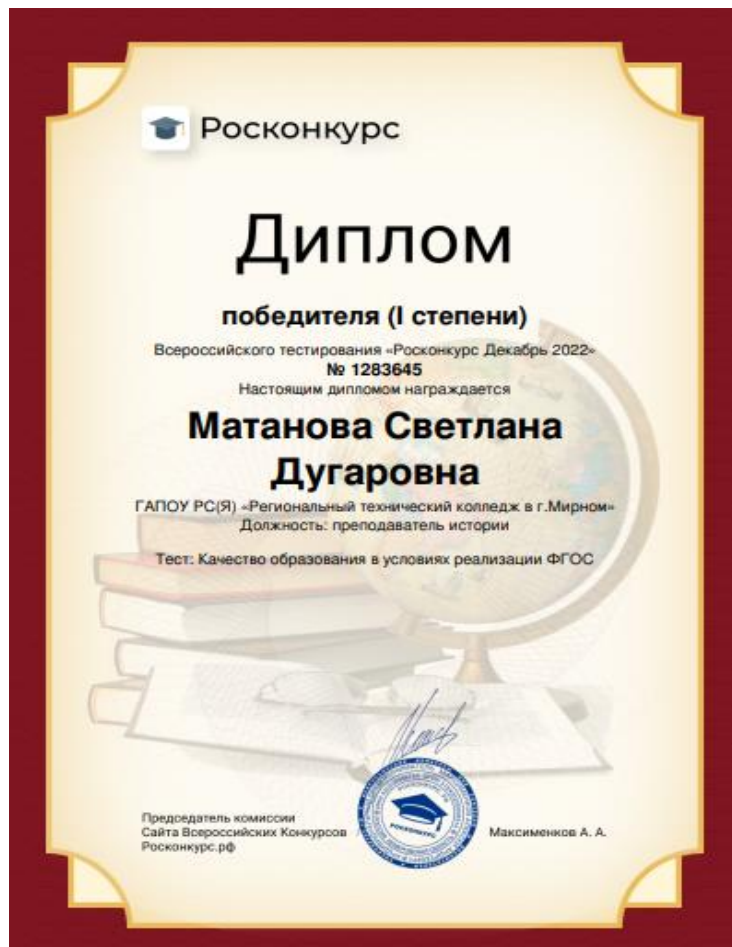 Росконкурс
Диплом
победителя (I степени)
Всероссийского тестирования «Росконкурс Декабрь 2022»
№ 1283645
Настоящим дипломом награждается
Матанова Светлана
Дугаровна
ГАПОУ РС(Я) «Региональный технический колледж в г.Мирном»
Должность: преподаватель истории
Тест: Качество образования в условиях реализации ФГОС
Председатель комиссии
Сайта Всероссийских Конкурсов
Росконкурс.рф
РОСКОНКУРС
Максименков А. А.